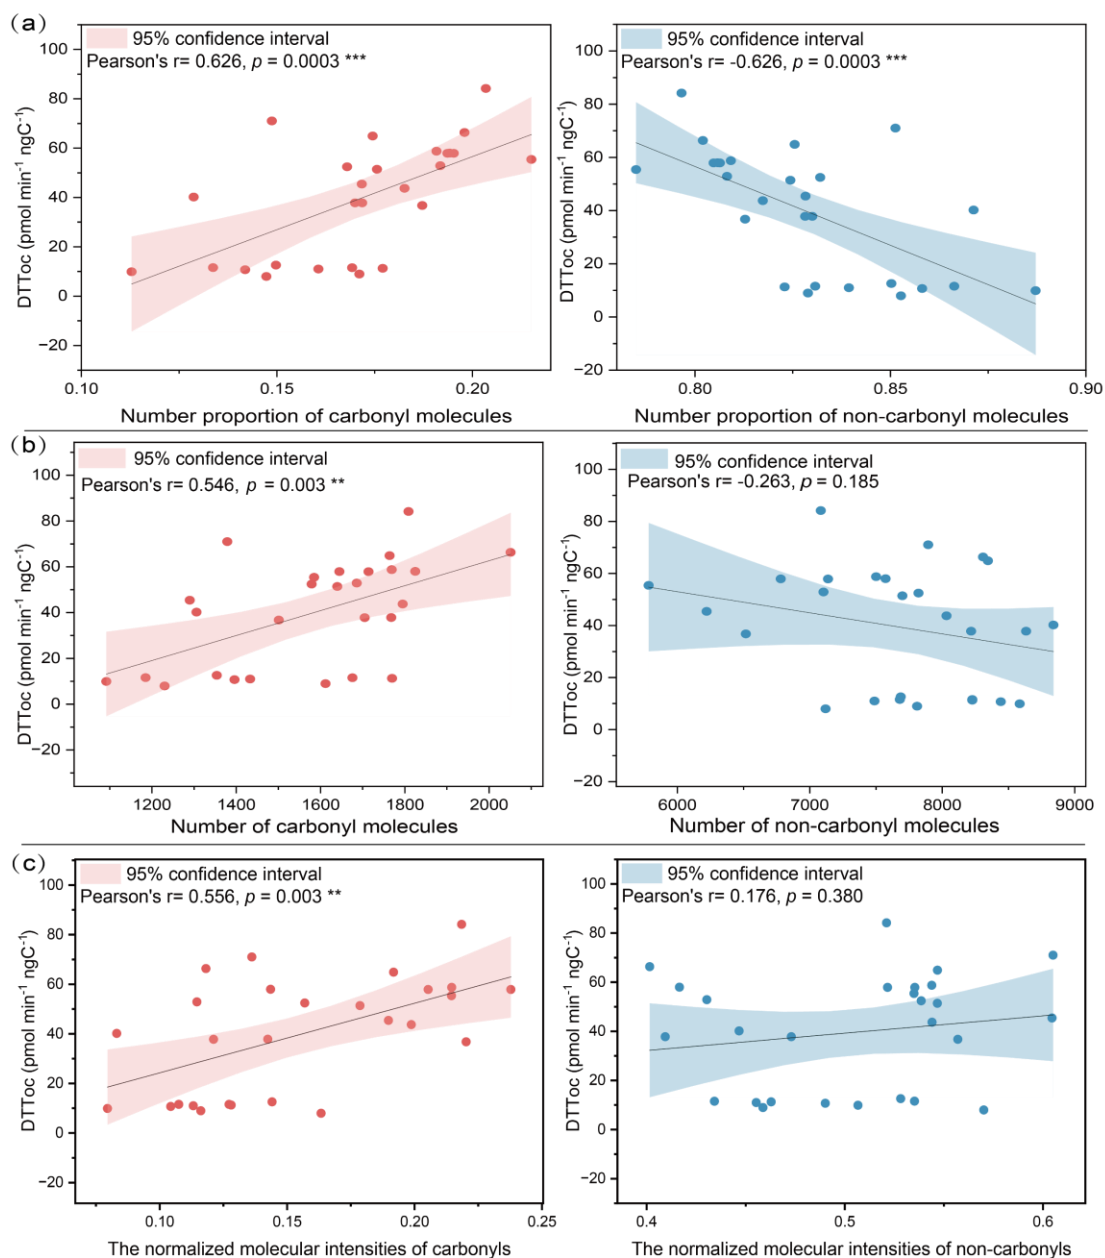 (a)
95% confidence interval
Pearson's r= 0.626, p = 0.0003 ***
DTToc (pmol min⁻¹ ngC⁻¹)
100
80
60
40
20
0
−20
0.10
0.15
0.20
Number proportion of carbonyl molecules
95% confidence interval
Pearson's r= -0.626, p = 0.0003 ***
DTToc (pmol min⁻¹ ngC⁻¹)
100
80
60
40
20
0
−20
0.80
0.85
0.90
Number proportion of non-carbonyl molecules
(b)
95% confidence interval
Pearson's r= 0.546, p = 0.003 **
DTToc (pmol min⁻¹ ngC⁻¹)
100
80
60
40
20
0
−20
1200
1400
1600
1800
2000
Number of carbonyl molecules
95% confidence interval
Pearson's r= -0.263, p = 0.185
DTToc (pmol min⁻¹ ngC⁻¹)
100
80
60
40
20
0
−20
6000
7000
8000
9000
Number of non-carbonyl molecules
(c)
95% confidence interval
Pearson's r= 0.556, p = 0.003 **
DTToc (pmol min⁻¹ ngC⁻¹)
100
80
60
40
20
0
−20
0.10
0.15
0.20
0.25
The normalized molecular intensities of carbonyls
95% confidence interval
Pearson's r= 0.176, p = 0.380
DTToc (pmol min⁻¹ ngC⁻¹)
100
80
60
40
20
0
−20
0.4
0.5
0.6
The normalized molecular intensities of non-carbonyls